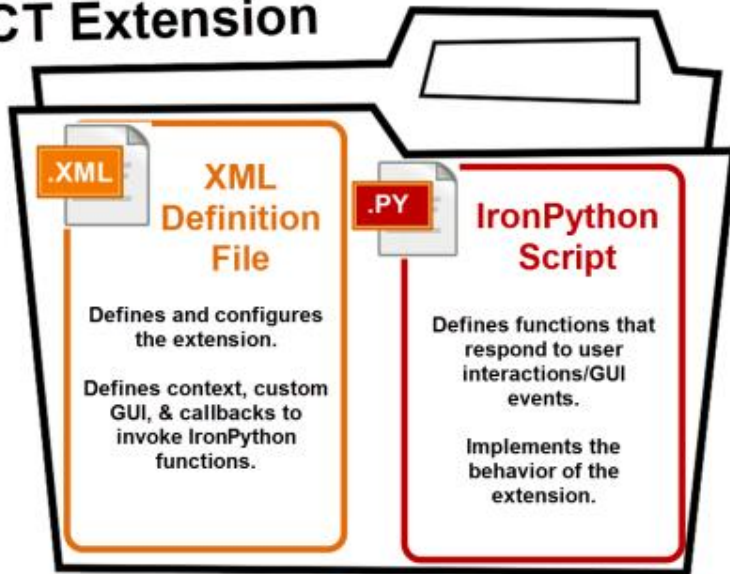 CT Extension
.XML
XML
Definition
File
Defines and configures
the extension.
Defines context, custom
GUI, & callbacks to
invoke IronPython
functions.
.PY
IronPython
Script
Defines functions that
respond to user
interactions/GUI
events.
Implements the
behavior of the
extension.